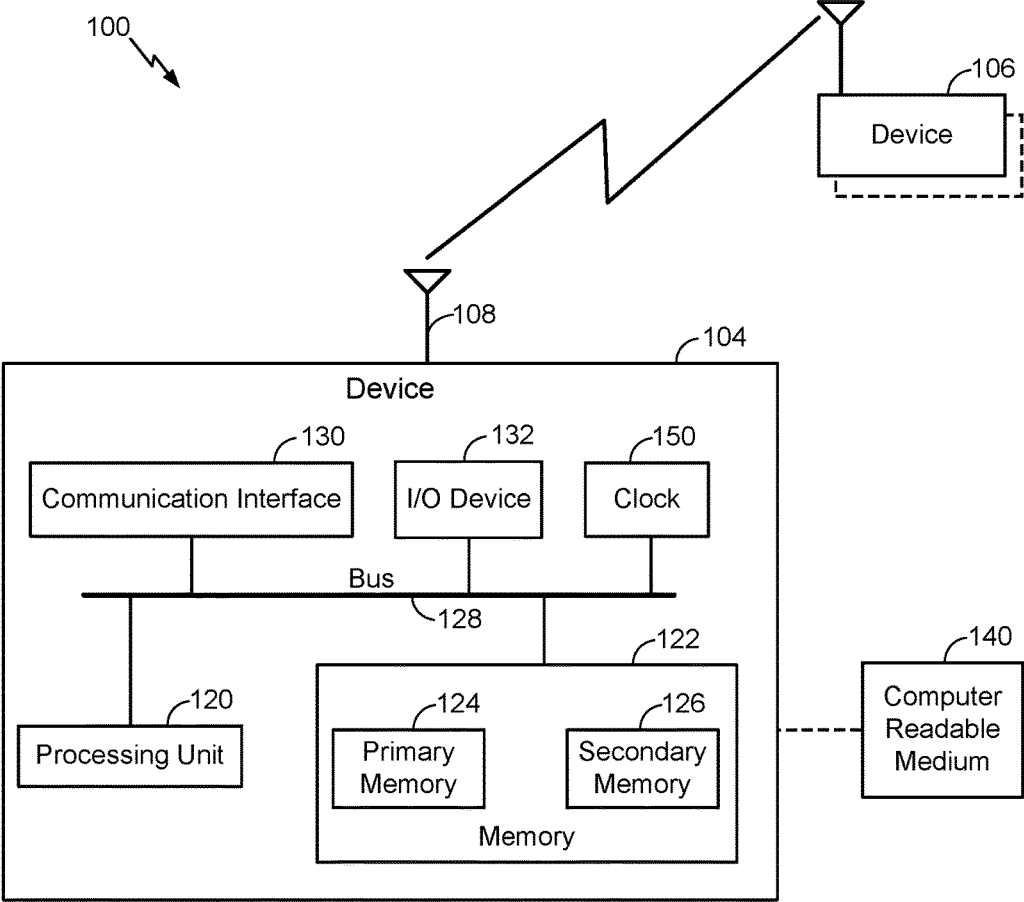 100
106
Device
108
104
Device
130
132
150
Communication Interface
I/O Device
Clock
Bus
128
122
140
120
124
126
Processing Unit
Primary
Memory
Secondary
Memory
Computer
Readable
Medium
Memory